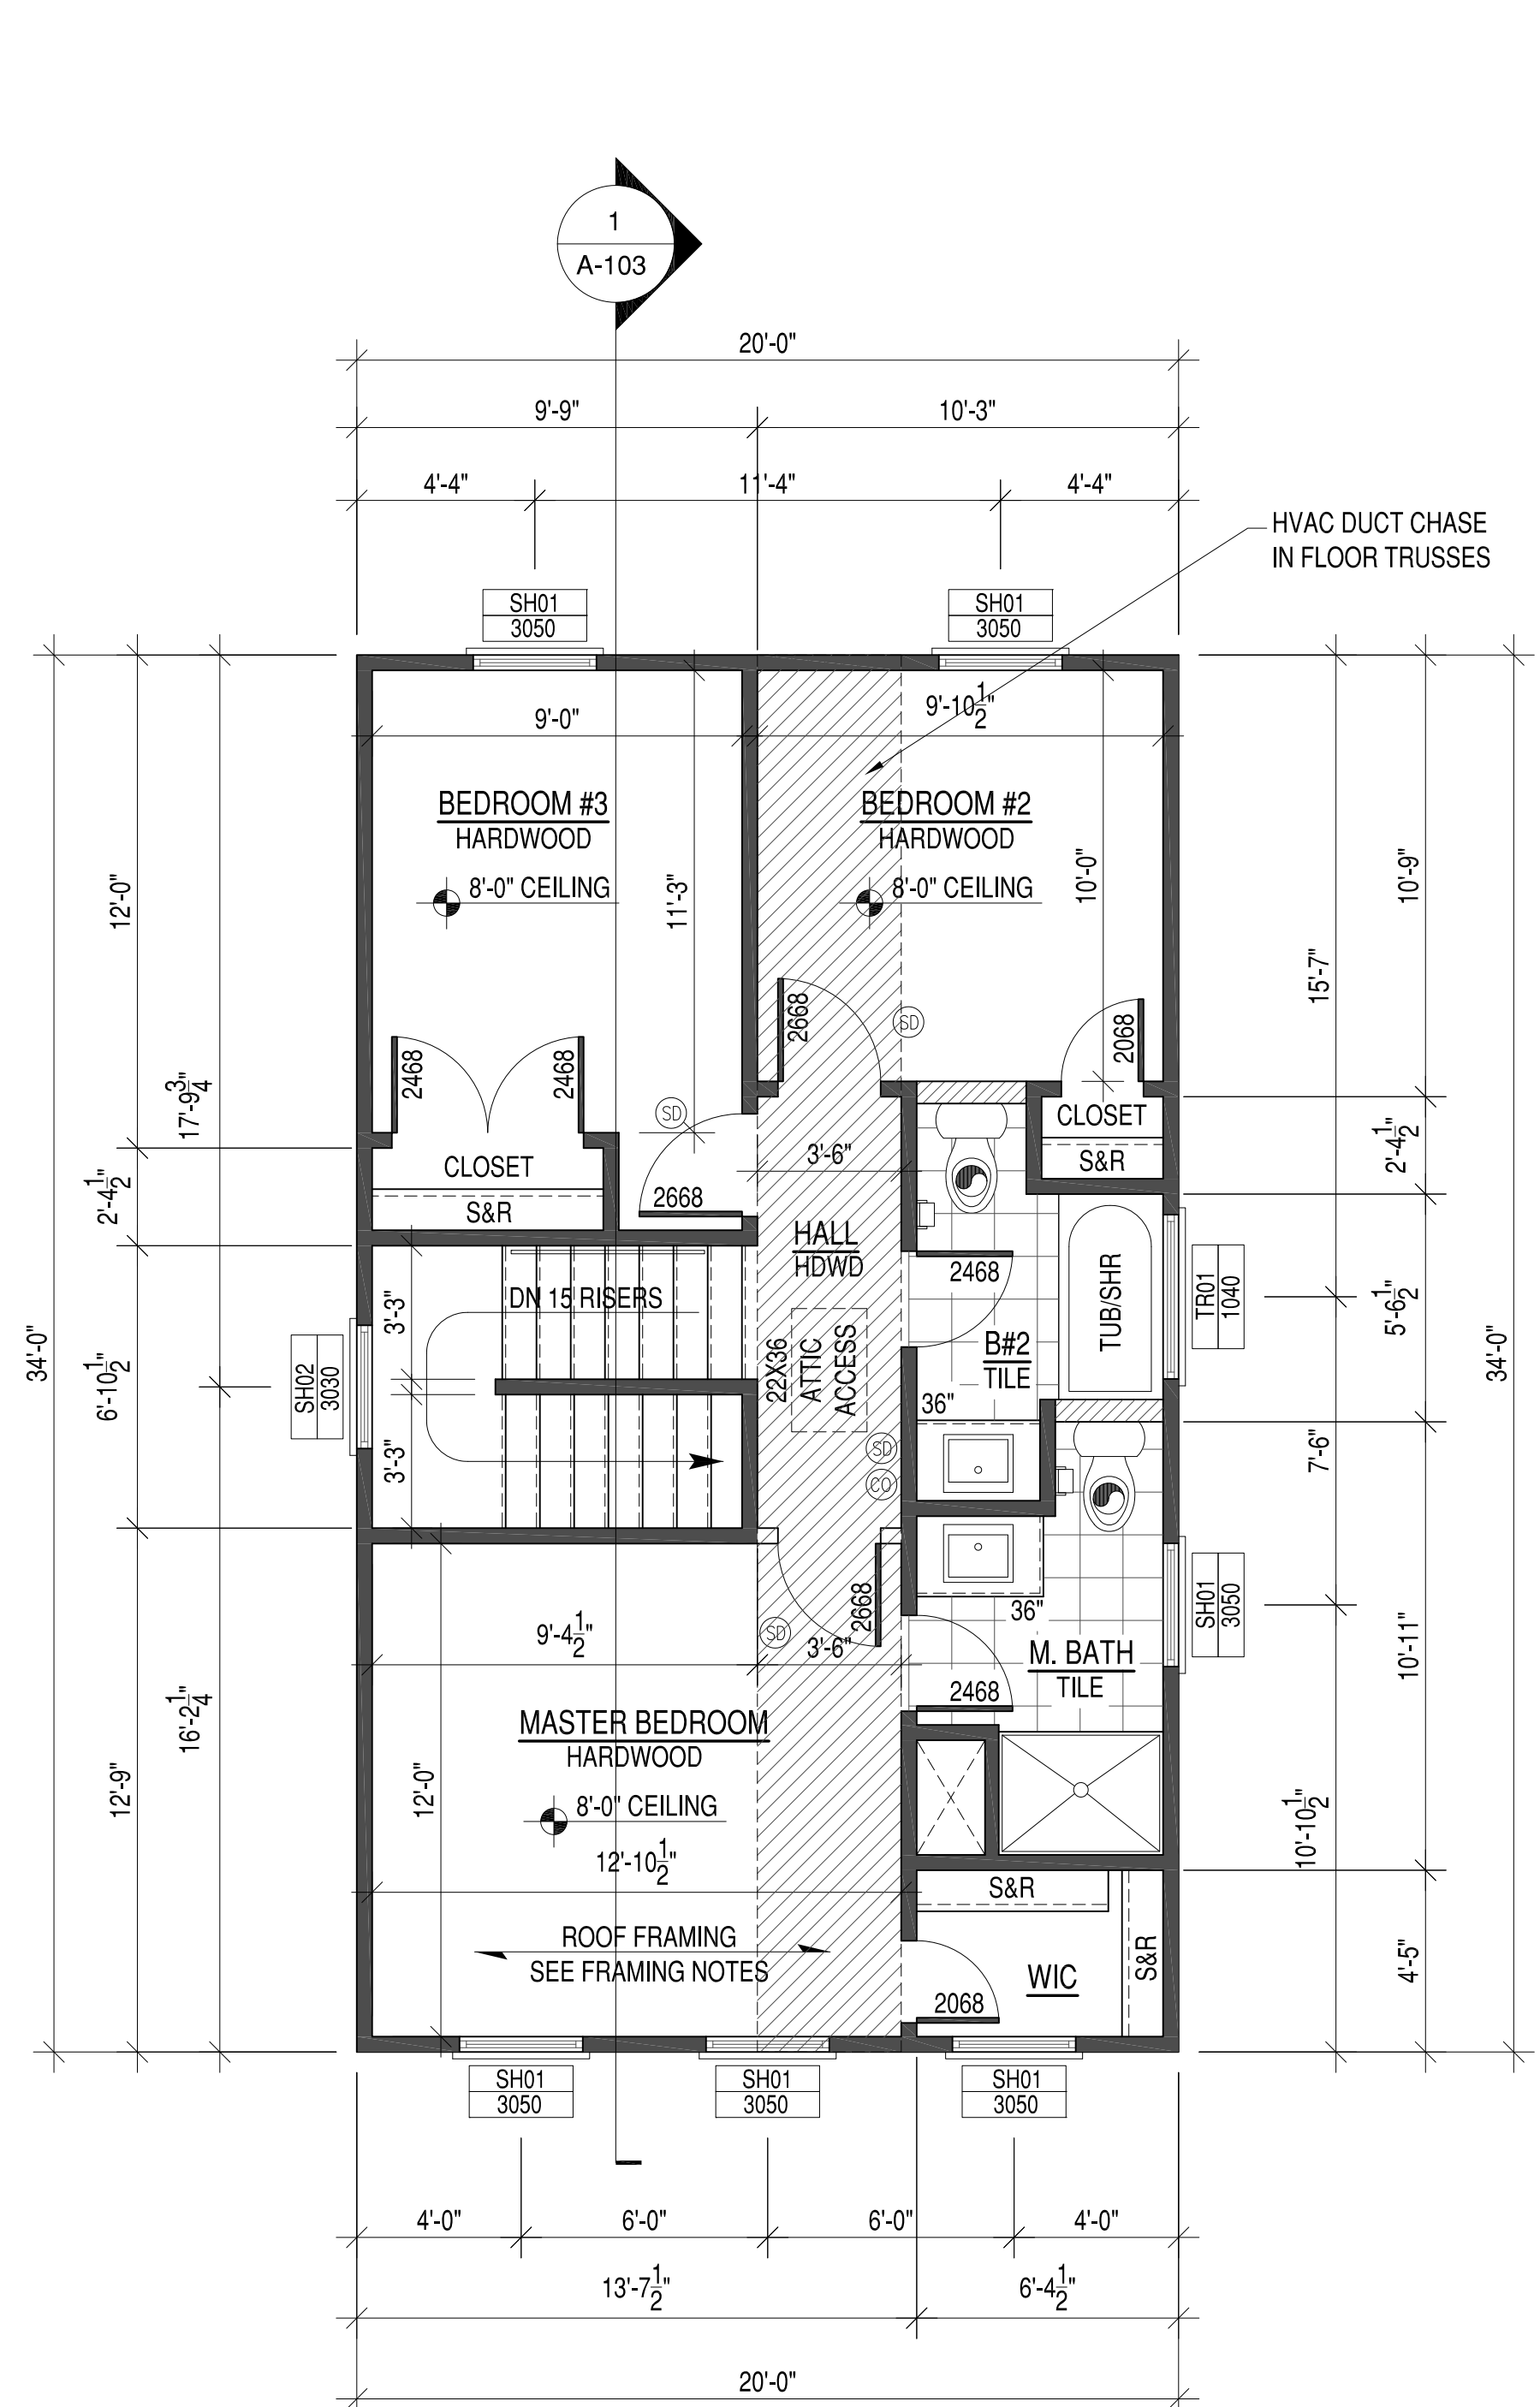 1
A-103
20'-0"
9'-9"
10'-3"
4'-4"
11'-4"
4'-4"
HVAC DUCT CHASE
IN FLOOR TRUSSES
SH01
3050
SH01
3050
9'-0"
9'-10 1/2"
BEDROOM #3
HARDWOOD
8'-0" CEILING
BEDROOM #2
HARDWOOD
8'-0" CEILING
11'-3"
10'-0"
12'-0"
17'-9 3/4"
10'-9"
15'-7"
2468
2468
2668
SD
2068
SD
CLOSET
S&R
2668
3'-6"
CLOSET
S&R
2'-4 1/2"
2'-4 1/2"
HALL
HDWD
2468
TUB/SHR
TR01
1040
DN 15 RISERS
3'-3"
3'-3"
22X36
ATTIC
ACCESS
B#2
TILE
36"
SH02
3030
34'-0"
6'-10 1/2"
5'-6 1/2"
34'-0"
7'-6"
SD
CO
36"
SH01
3050
2668
SD
9'-4 1/2"
3'-6"
M. BATH
TILE
2468
MASTER BEDROOM
HARDWOOD
8'-0" CEILING
12'-10 1/2"
12'-0"
16'-2 1/4"
12'-9"
10'-11"
10'-10 1/2"
4'-5"
S&R
S&R
WIC
2068
ROOF FRAMING
SEE FRAMING NOTES
SH01
3050
SH01
3050
SH01
3050
4'-0"
6'-0"
6'-0"
4'-0"
13'-7 1/2"
6'-4 1/2"
20'-0"